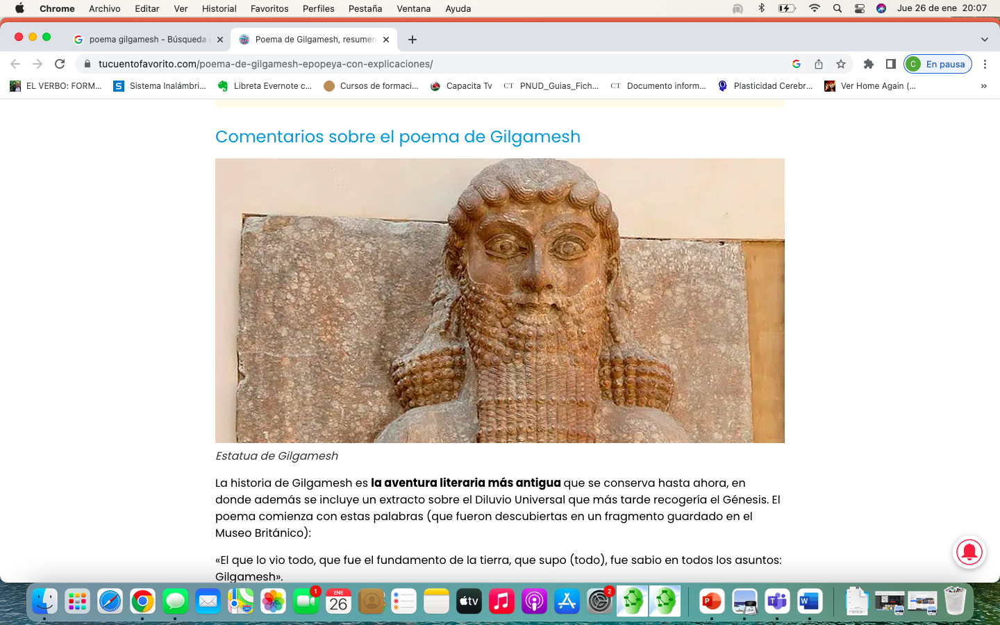 Chrome Archivo Editar Ver Historial Favoritos Perfiles Pestaña Ventana Ayuda Jue 26 de ene 20:07
poema gilgamesh - Búsqueda Poema de Gilgamesh, resumen
tucuentofavorito.com/poema-de-gilgamesh-epopeya-con-explicaciones/ C En pausa
EL VERBO: FORM... S Sistema Inalámbri... Libreta Evernote c... Cursos de formaci... Capacita Tv CT PNUD_Guias_Fich... CT Documento inform... Plasticidad Cerebr... Ver Home Again (... »
Comentarios sobre el poema de Gilgamesh
Estatua de Gilgamesh
La historia de Gilgamesh es la aventura literaria más antigua que se conserva hasta ahora, en
donde además se incluye un extracto sobre el Diluvio Universal que más tarde recogería el Génesis. El
poema comienza con estas palabras (que fueron descubiertas en un fragmento guardado en el
Museo Británico):
«El que lo vio todo, que fue el fundamento de la tierra, que supo (todo), fue sabio en todos los asuntos:
Gilgamesh».
1 ENE 26 tv 2 P T W DOCX